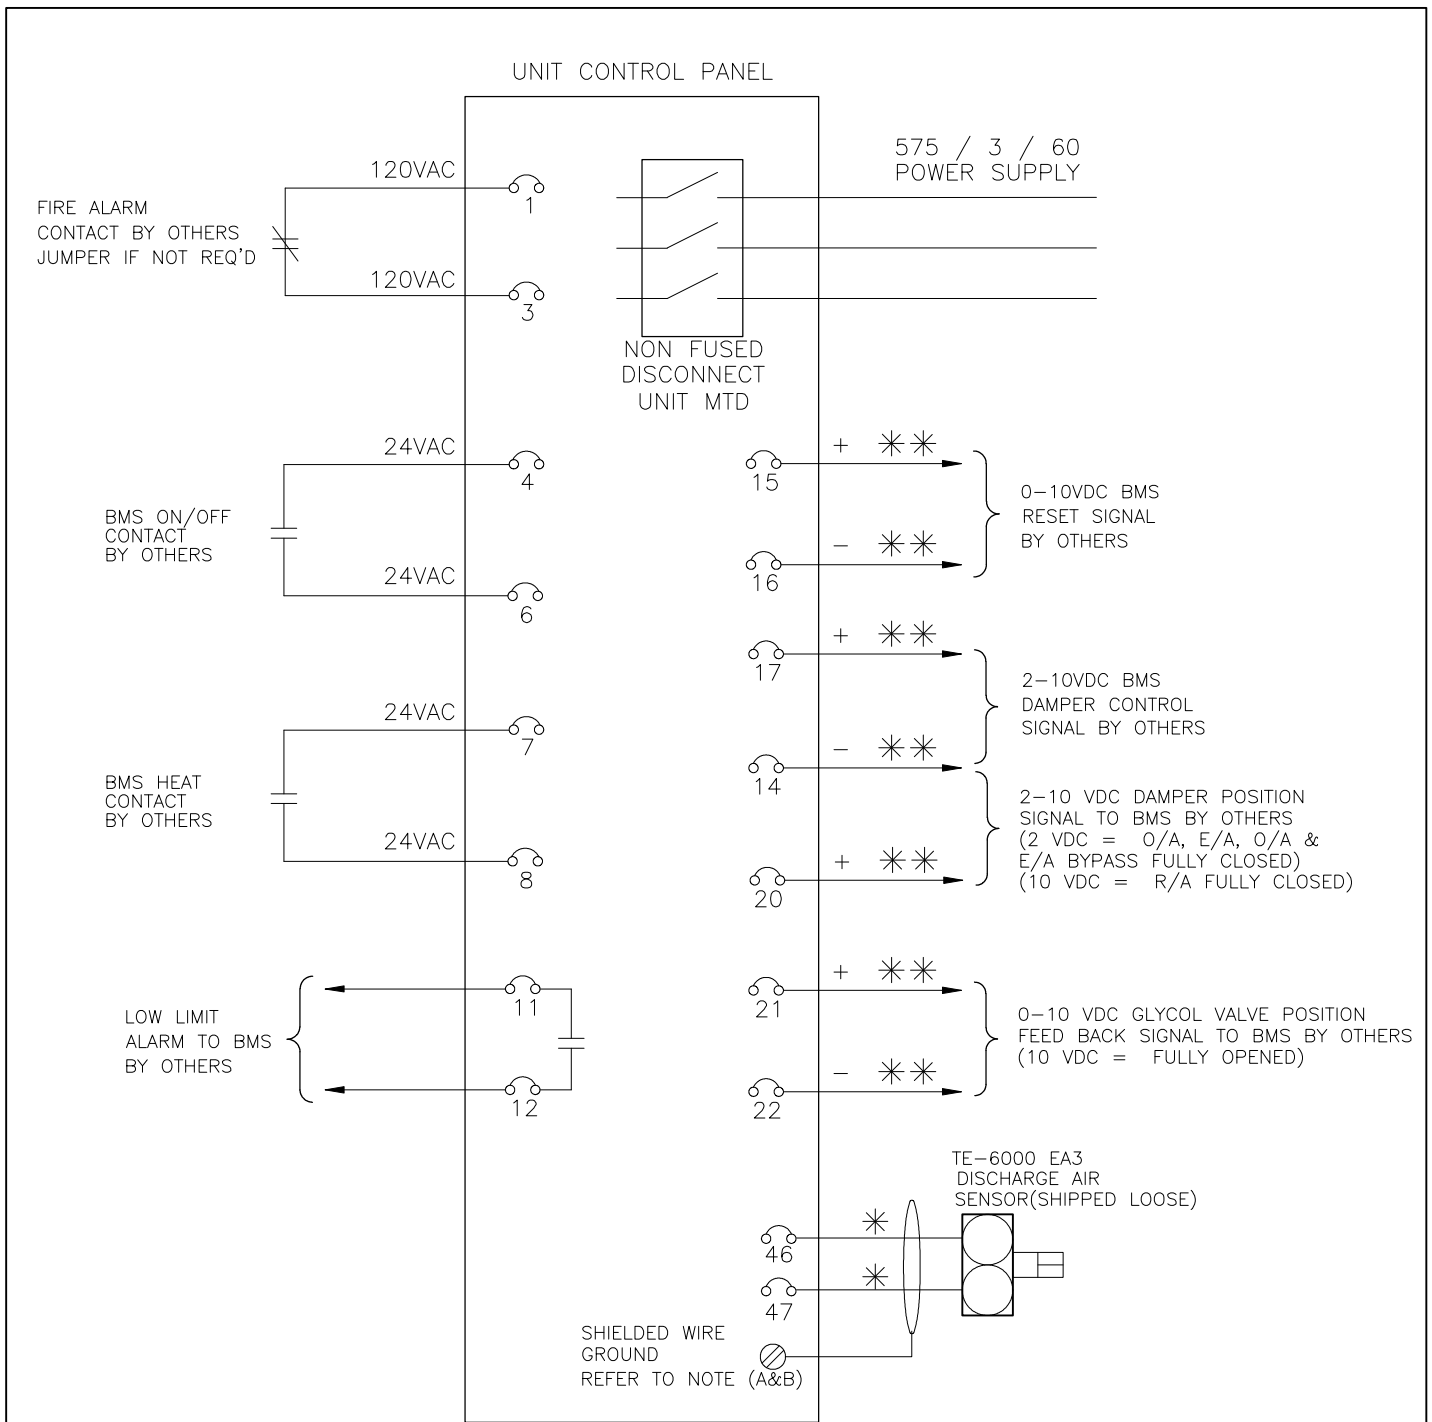 UNIT CONTROL PANEL
575 / 3 / 60
POWER SUPPLY
120VAC
1
FIRE ALARM
CONTACT BY OTHERS
JUMPER IF NOT REQ'D
120VAC
3
NON FUSED
DISCONNECT
UNIT MTD
24VAC
4
BMS ON/OFF
CONTACT
BY OTHERS
24VAC
6
24VAC
7
BMS HEAT
CONTACT
BY OTHERS
24VAC
8
11
LOW LIMIT
ALARM TO BMS
BY OTHERS
12
+ **
15
0-10VDC BMS
RESET SIGNAL
BY OTHERS
- **
16
+ **
17
2-10VDC BMS
DAMPER CONTROL
SIGNAL BY OTHERS
- **
14
2-10 VDC DAMPER POSITION
SIGNAL TO BMS BY OTHERS
(2 VDC = O/A, E/A, O/A &
E/A BYPASS FULLY CLOSED)
(10 VDC = R/A FULLY CLOSED)
+ **
20
+ **
21
0-10 VDC GLYCOL VALVE POSITION
FEED BACK SIGNAL TO BMS BY OTHERS
(10 VDC = FULLY OPENED)
- **
22
TE-6000 EA3
DISCHARGE AIR
SENSOR(SHIPPED LOOSE)
*
46
*
47
SHIELDED WIRE
GROUND
REFER TO NOTE (A&B)